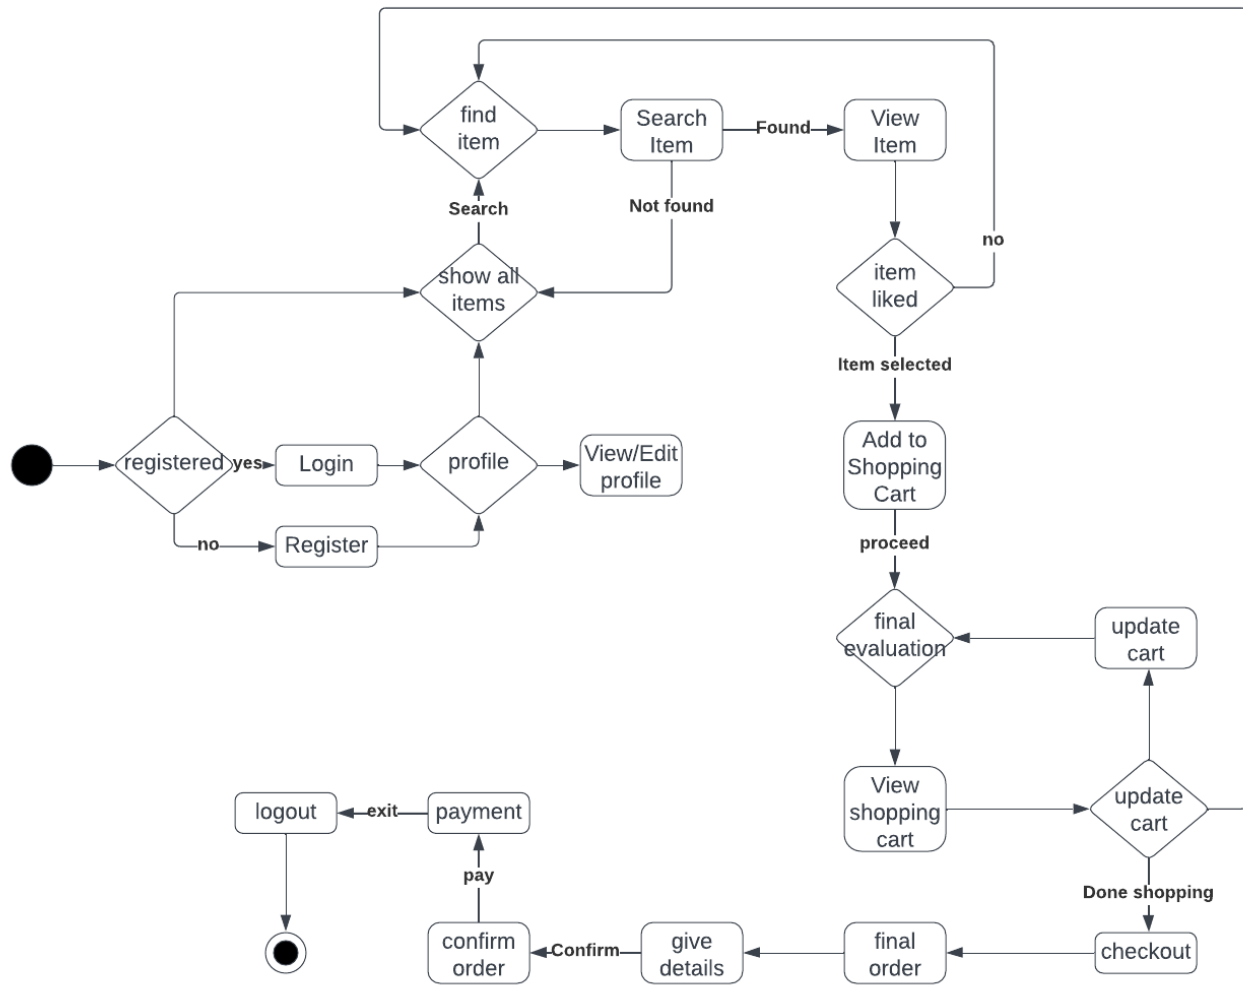 find
item
Search
Item
Found
View
Item
Search
Not found
no
show all
items
item
liked
Item selected
registered
yes
Login
profile
View/Edit
profile
Add to
Shopping
Cart
no
Register
proceed
final
evaluation
update
cart
logout
exit
payment
View
shopping
cart
update
cart
pay
Done shopping
confirm
order
Confirm
give
details
final
order
checkout